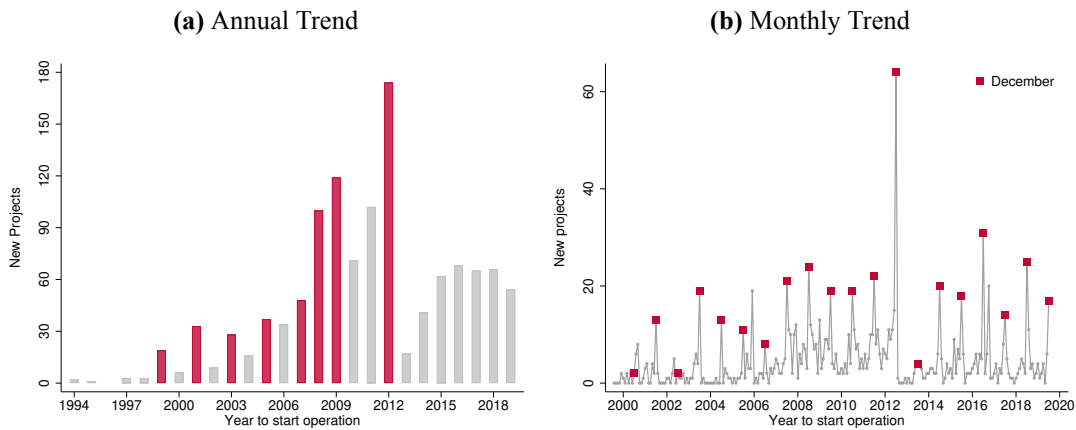 (a) Annual Trend
New Projects
180
150
120
90
60
30
0
1994 1997 2000 2003 2006 2009 2012 2015 2018
Year to start operation
(b) Monthly Trend
New projects
60
40
20
0
December
2000 2002 2004 2006 2008 2010 2012 2014 2016 2018 2020
Year to start operation